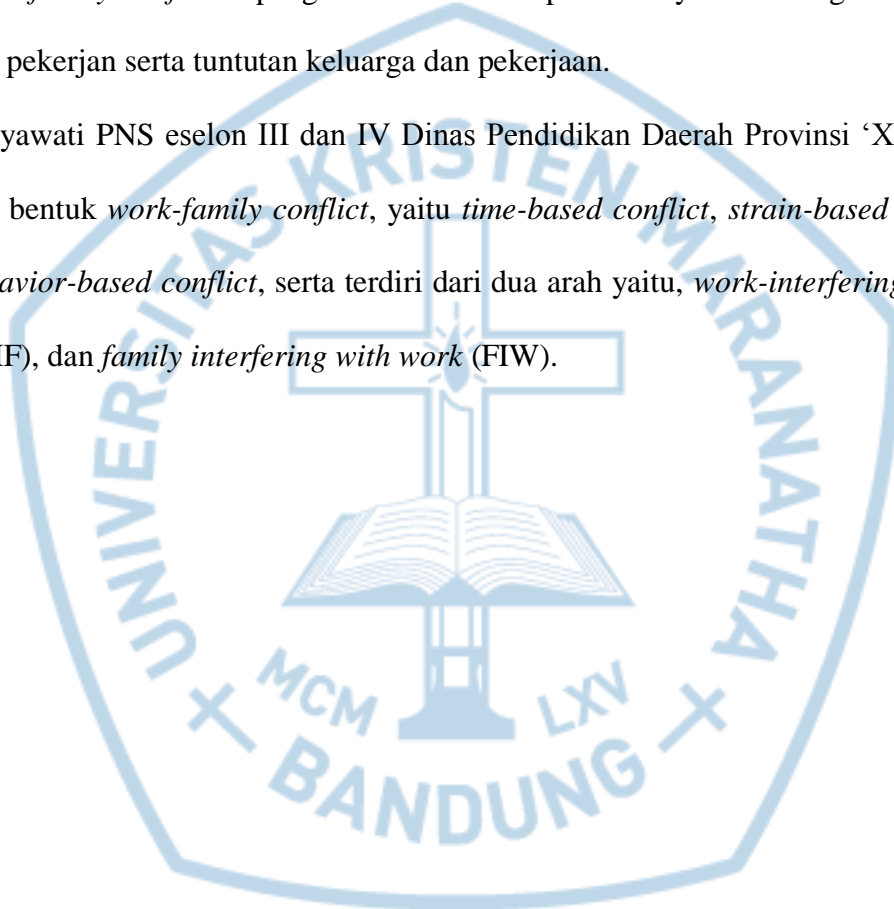 pekerjan serta tuntutan keluarga dan pekerjaan.
yawati PNS eselon III dan IV Dinas Pendidikan Daerah Provinsi ‘X
bentuk work-family conflict, yaitu time-based conflict, strain-based
avior-based conflict, serta terdiri dari dua arah yaitu, work-interfering
IF), dan family interfering with work (FIW).
UNIVERSITAS KRISTEN MARANATHA
MCM LXV
BANDUNG